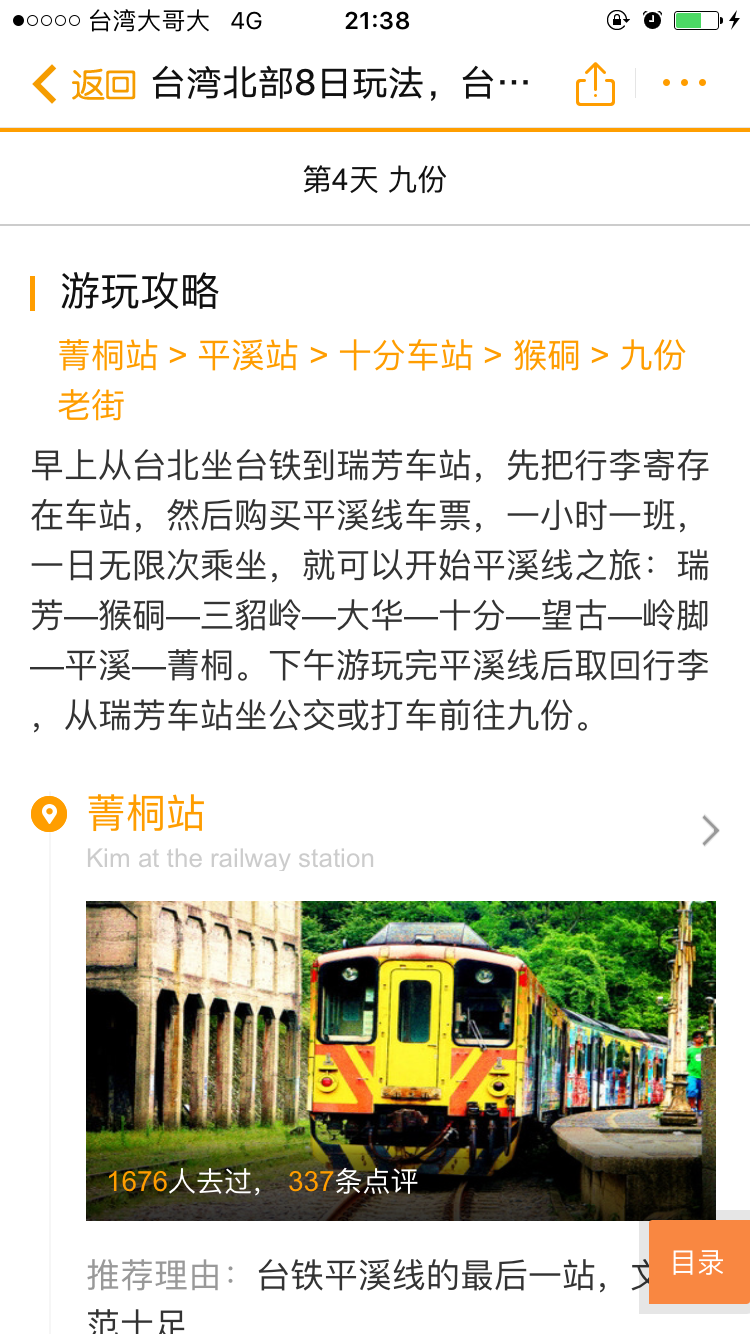 台湾大哥大 4G 21:38
返回 台湾北部8日玩法，台…
第4天 九份
游玩攻略
菁桐站 > 平溪站 > 十分车站 > 猴硐 > 九份
老街
早上从台北坐台铁到瑞芳车站，先把行李寄存
在车站，然后购买平溪线车票，一小时一班，
一日无限次乘坐，就可以开始平溪线之旅：瑞
芳—猴硐—三貂岭—大华—十分—望古—岭脚
—平溪—菁桐。下午游玩完平溪线后取回行李
，从瑞芳车站坐公交或打车前往九份。
菁桐站
Kim at the railway station
1676人去过， 337条点评
推荐理由：台铁平溪线的最后一站，文
目录
范十足